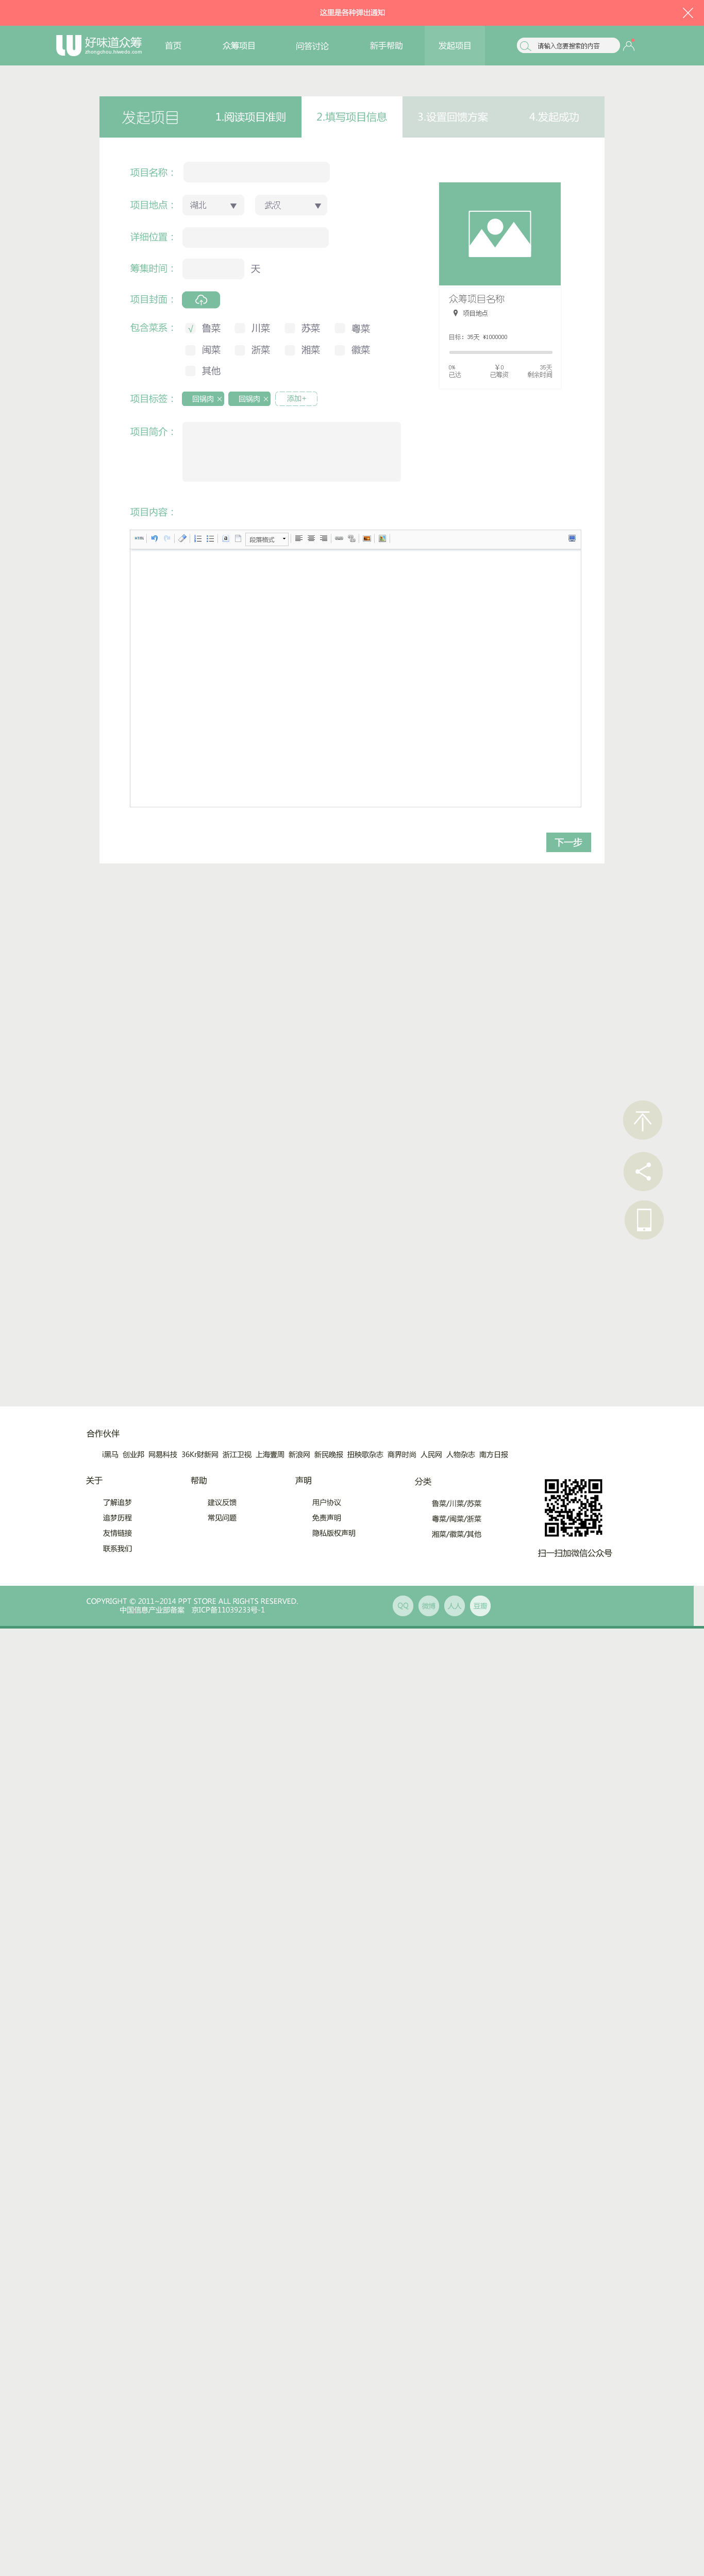 这里是各种弹出通知
好味道众筹
首页
众筹项目
问答讨论
新手帮助
发起项目
请输入您要搜索的内容
发起项目
1.阅读项目准则
2.填写项目信息
3.设置回馈方案
4.发起成功
项目名称：
项目地点：
湖北
武汉
详细位置：
筹集时间：
天
项目封面：
包含菜系：
√ 鲁菜
川菜
苏菜
粤菜
闽菜
浙菜
湘菜
徽菜
其他
项目标签：
回锅肉 ×
回锅肉 ×
添加+
项目简介：
众筹项目名称
项目地点
目标: 35天 ¥1000000
0%
￥0
35天
已达
已筹资
剩余时间
项目内容：
HTML
段落格式
下一步
合作伙伴
i黑马 创业邦 网易科技 36Kr财新网 浙江卫视 上海壹周 新浪网 新民晚报 扭秧歌杂志 商界时尚 人民网 人物杂志 南方日报
关于
帮助
声明
分类
了解追梦
追梦历程
友情链接
联系我们
建议反馈
常见问题
用户协议
免责声明
隐私版权声明
鲁菜/川菜/苏菜
粤菜/闽菜/浙菜
湘菜/徽菜/其他
扫一扫加微信公众号
COPYRIGHT © 2011-2014 PPT STORE ALL RIGHTS RESERVED.
中国信息产业部备案 京ICP备11039233号-1
QQ
微博
人人
豆瓣